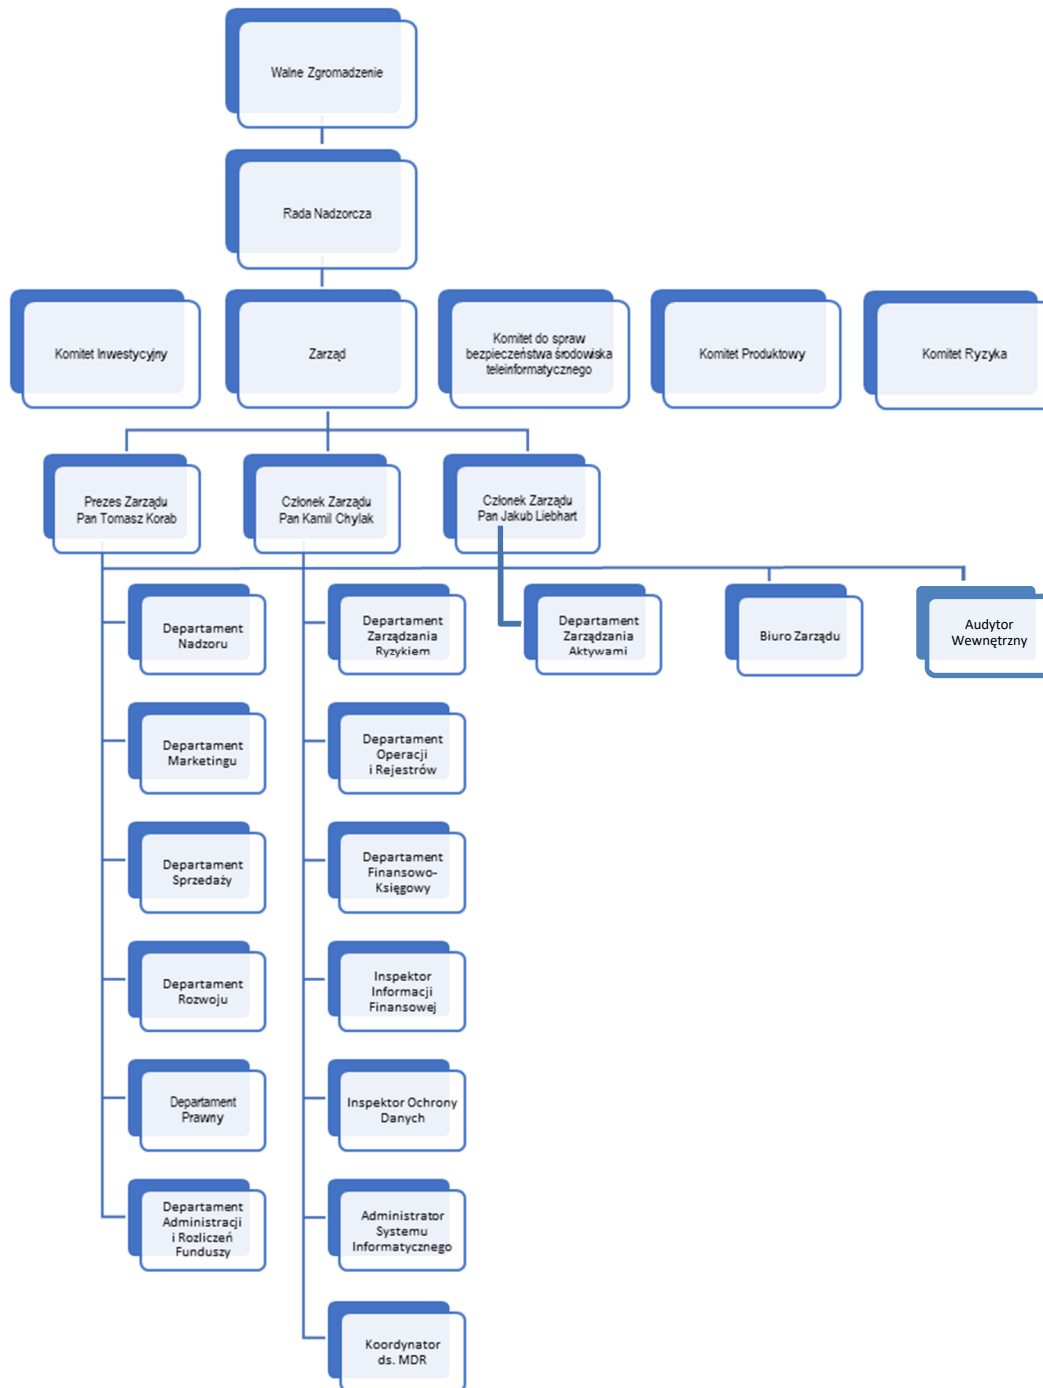 Walne Zgromadzenie
Rada Nadzorcza
Komitet Inwestycyjny
Zarząd
Komitet do spraw
bezpieczeństwa środowiska
teleinformatycznego
Komitet Produktowy
Komitet Ryzyka
Prezes Zarządu
Pan Tomasz Korab
Członek Zarządu
Pan Kamil Chylak
Członek Zarządu
Pan Jakub Liebhart
Departament
Nadzoru
Departament
Zarządzania
Ryzykiem
Departament
Zarządzania
Aktywami
Biuro Zarządu
Audytor
Wewnętrzny
Departament
Marketingu
Departament
Operacji
i Rejestrów
Departament
Sprzedaży
Departament
Finansowo-
Księgowy
Departament
Rozwoju
Inspektor
Informacji
Finansowej
Departament
Prawny
Inspektor Ochrony
Danych
Departament
Administracji
i Rozliczeń
Funduszy
Administrator
Systemu
Informatycznego
Koordynator
ds. MDR